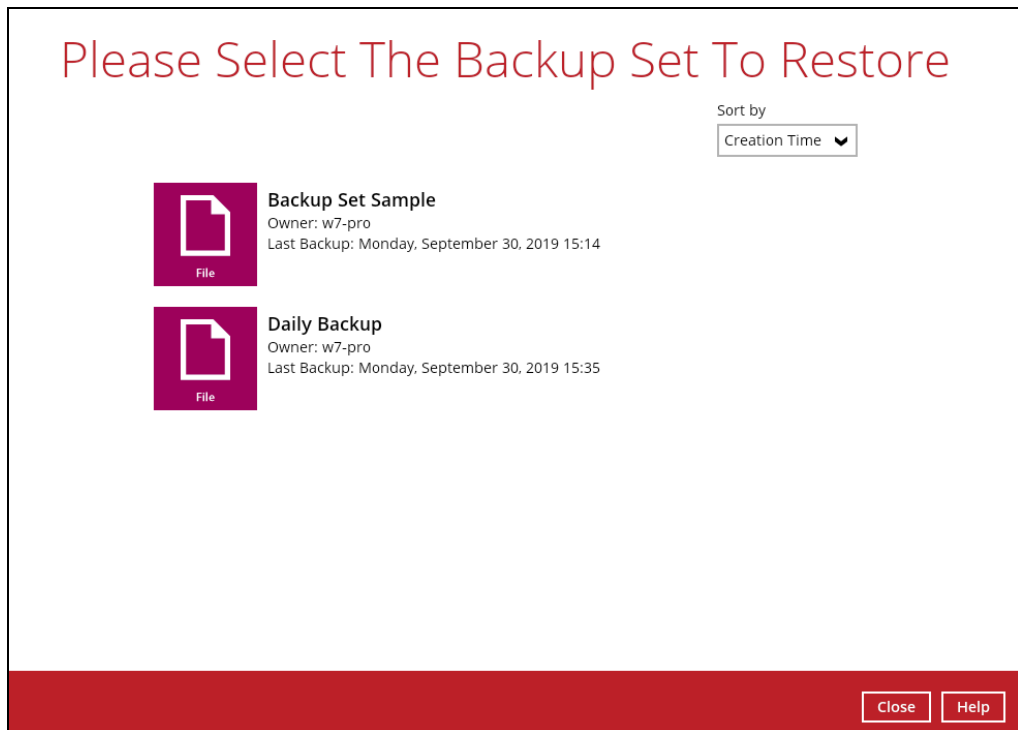 Please Select The Backup Set To Restore
Sort by
Creation Time
Backup Set Sample
Owner: w7-pro
Last Backup: Monday, September 30, 2019 15:14
File
Daily Backup
Owner: w7-pro
Last Backup: Monday, September 30, 2019 15:35
File
Close
Help